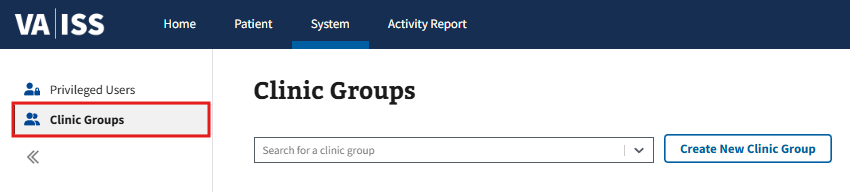 VA|ISS Home Patient System Activity Report
Privileged Users
Clinic Groups
Clinic Groups
Search for a clinic group
Create New Clinic Group